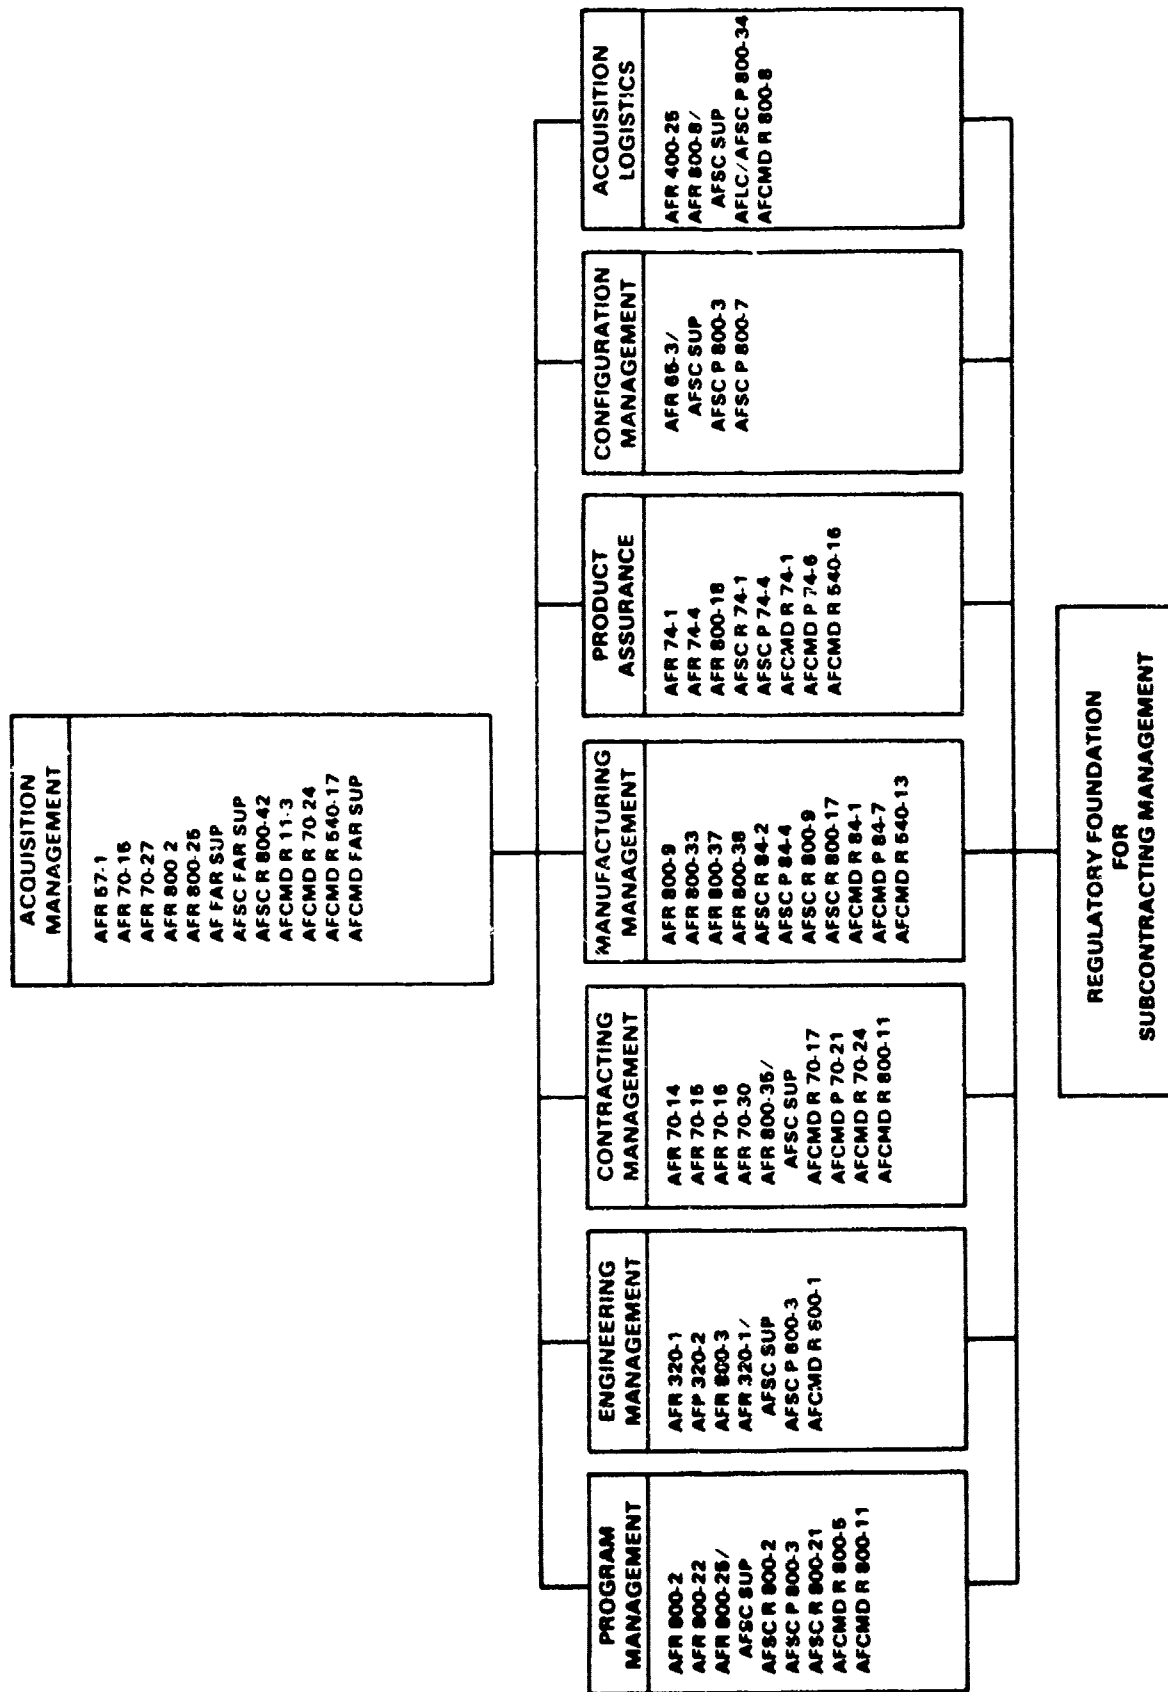 ACQUISITION
MANAGEMENT
AFR 57-1
AFR 70-15
AFR 70-27
AFR 800 2
AFR 800-25
AF FAR SUP
AFSC FAR SUP
AFSC R 800-42
AFCMD R 11-3
AFCMD R 70-24
AFCMD R 540-17
AFCMD FAR SUP
PROGRAM
MANAGEMENT
AFR 800-2
AFR 800-22
AFR 800-25/
AFSC SUP
AFSC R 800-2
AFSC P 800-3
AFSC R 800-21
AFCMD R 800-5
AFCMD R 800-11
ENGINEERING
MANAGEMENT
AFR 320-1
AFP 320-2
AFR 800-3
AFR 320-1/
AFSC SUP
AFSC P 800-3
AFCMD R 800-1
CONTRACTING
MANAGEMENT
AFR 70-14
AFR 70-15
AFR 70-16
AFR 70-30
AFR 800-35/
AFSC SUP
AFCMD R 70-17
AFCMD P 70-21
AFCMD R 70-24
AFCMD R 800-11
MANUFACTURING
MANAGEMENT
AFR 800-9
AFR 800-33
AFR 800-37
AFR 800-38
AFSC R 84-2
AFSC P 84-4
AFSC R 800-9
AFSC R 800-17
AFCMD R 84-1
AFCMD P 84-7
AFCMD R 540-13
PRODUCT
ASSURANCE
AFR 74-1
AFR 74-4
AFR 800-18
AFSC R 74-1
AFSC P 74-4
AFCMD R 74-1
AFCMD P 74-6
AFCMD R 540-16
CONFIGURATION
MANAGEMENT
AFR 65-3/
AFSC SUP
AFSC P 800-3
AFSC P 800-7
ACQUISITION
LOGISTICS
AFR 400-25
AFR 800-8/
AFSC SUP
AFLC/AFSC P 800-34
AFCMD R 800-8
REGULATORY FOUNDATION
FOR
SUBCONTRACTING MANAGEMENT